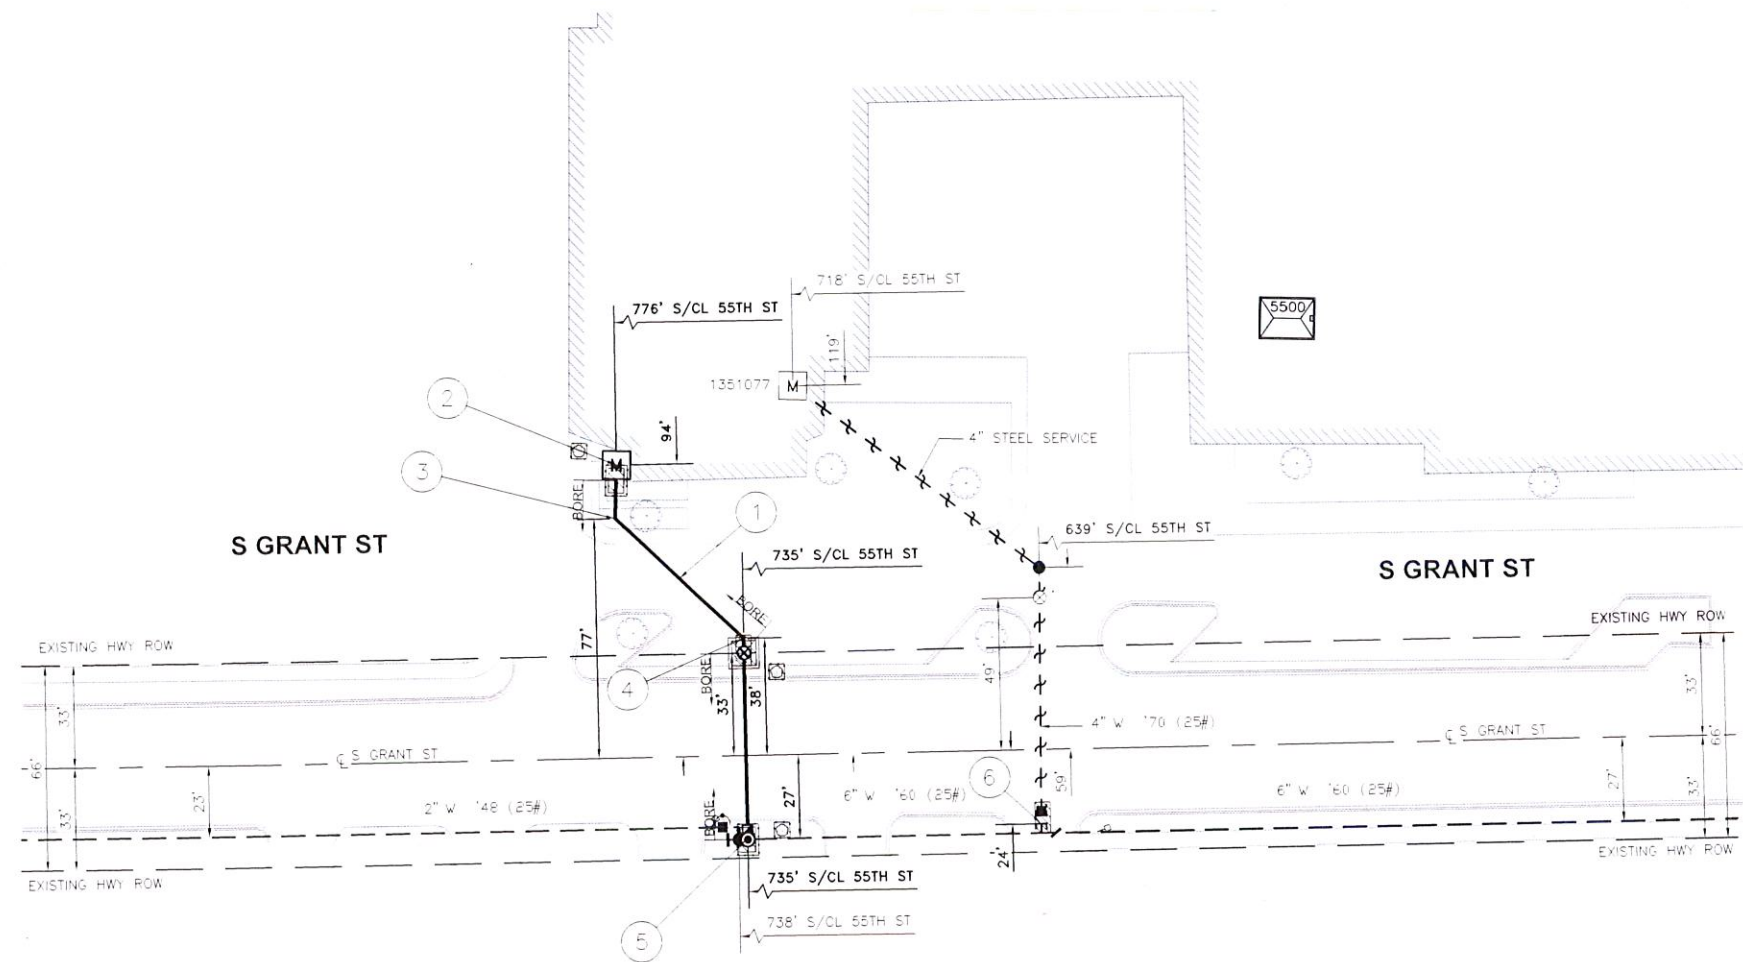 718' S/CL 55TH ST
776' S/CL 55TH ST
5500
119'
1351077
M
2
94'
4" STEEL SERVICE
M
3
BORE
1
639' S/CL 55TH ST
S GRANT ST
735' S/CL 55TH ST
S GRANT ST
BORE
EXISTING HWY ROW
EXISTING HWY ROW
77'
4
BORE
33'
38'
49'
33'
33'
4" W '70 (25#)
℄ S GRANT ST
℄ S GRANT ST
66'
66'
23'
2" W '48 (25#)
BORE
27'
6" W '60 (25#)
6
59'
6" W '60 (25#)
27'
33'
33'
24'
EXISTING HWY ROW
EXISTING HWY ROW
735' S/CL 55TH ST
738' S/CL 55TH ST
5